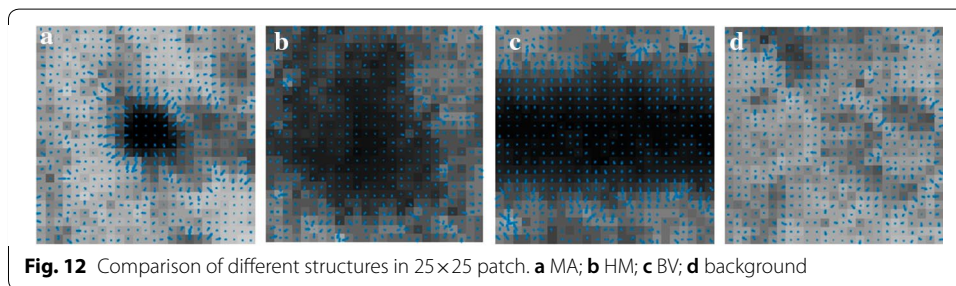 a b c d
Fig. 12 Comparison of different structures in 25×25 patch. a MA; b HM; c BV; d background